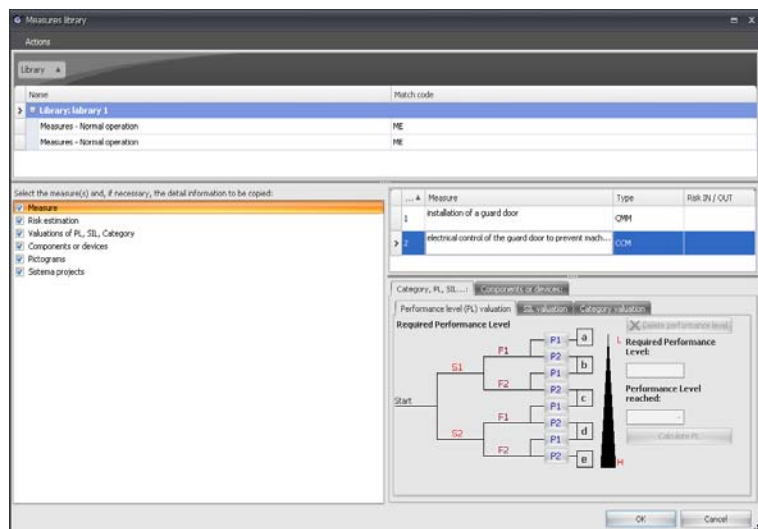 Measures library
Actions
Library
Name Match code
Library: labrary 1
Measures - Normal operation ME
Measures - Normal operation ME
Select the measure(s) and, if necessary, the detail information to be copied:
Measure
Risk estimation
Valuations of PL, SIL, Category
Components or devices
Pictograms
Sistema projects
... Measure Type Risk IN / OUT
1 installation of a guard door QMM
2 electrical control of the guard door to prevent mach... CCM
Category, PL, SIL...: Components or devices:
Performance level (PL) valuation SIL valuation Category valuation
Required Performance Level
Delete performance level
Required Performance Level:
Performance Level reached:
Calculate PL
Start
S1
S2
F1
F2
F1
F2
P1
P2
P1
P2
P1
P2
P1
P2
a
b
c
d
e
L
H
OK Cancel